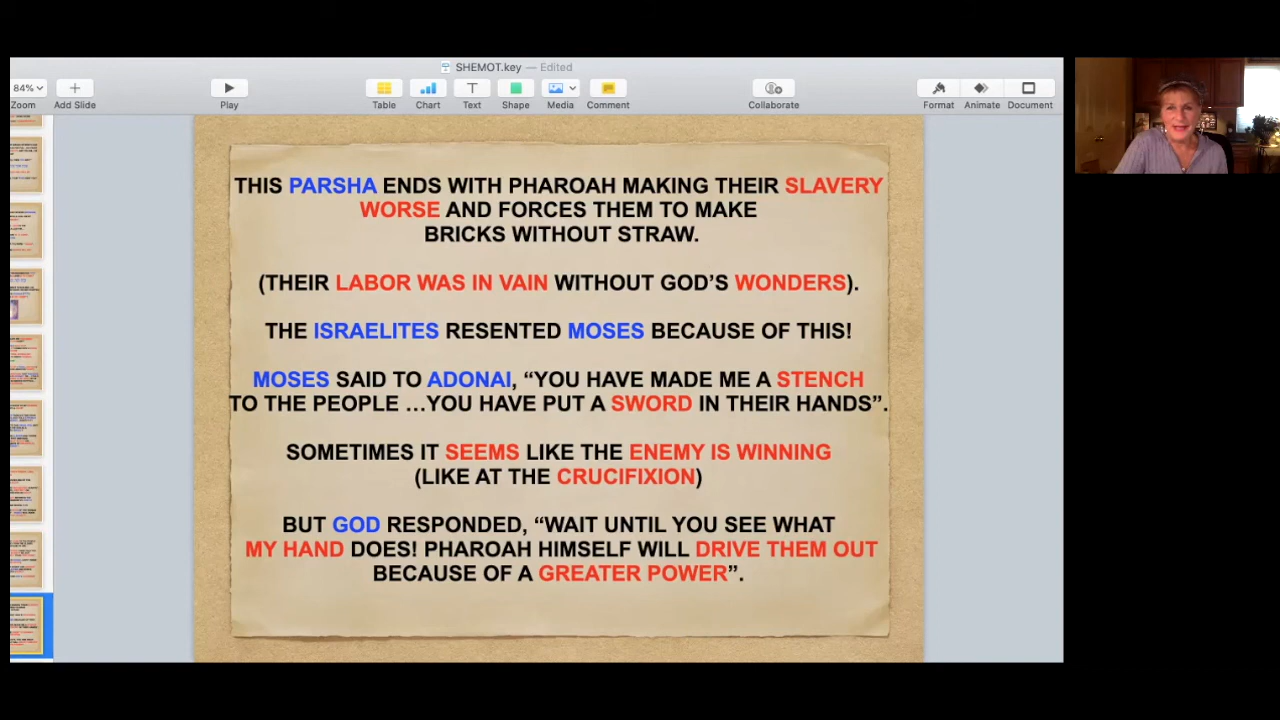 SHEMOT.key — Edited
84%
Zoom
Add Slide
Play
Table
Chart
Text
Shape
Media
Comment
Collaborate
Format
Animate
Document
THIS PARSHA ENDS WITH PHAROAH MAKING THEIR SLAVERY
WORSE AND FORCES THEM TO MAKE
BRICKS WITHOUT STRAW.
(THEIR LABOR WAS IN VAIN WITHOUT GOD’S WONDERS).
THE ISRAELITES RESENTED MOSES BECAUSE OF THIS!
MOSES SAID TO ADONAI, “YOU HAVE MADE ME A STENCH
TO THE PEOPLE …YOU HAVE PUT A SWORD IN THEIR HANDS”.
SOMETIMES IT SEEMS LIKE THE ENEMY IS WINNING
(LIKE AT THE CRUCIFIXION)
BUT GOD RESPONDED, “WAIT UNTIL YOU SEE WHAT
MY HAND DOES! PHAROAH HIMSELF WILL DRIVE THEM OUT
BECAUSE OF A GREATER POWER”.